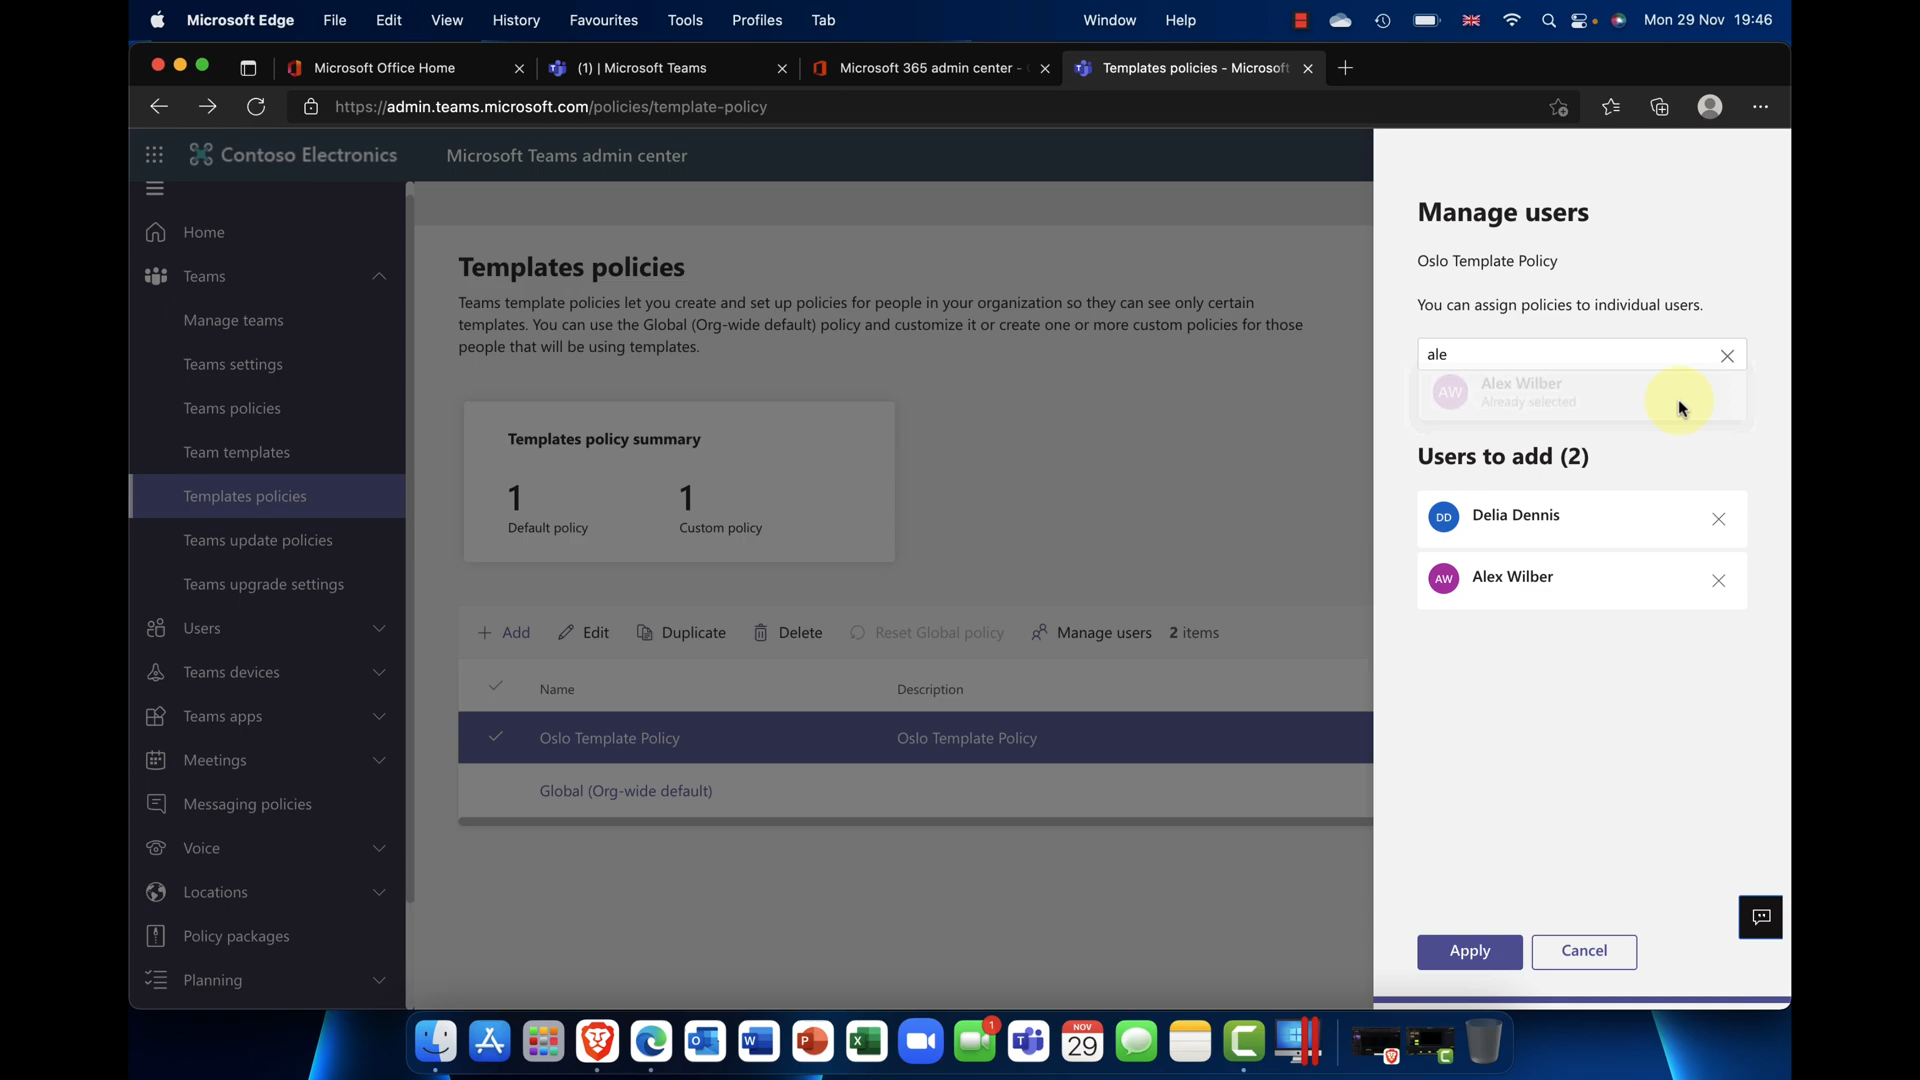 Microsoft Edge File Edit View History Favourites Tools Profiles Tab Window Help Mon 29 Nov 19:46
Microsoft Office Home
(1) | Microsoft Teams
Microsoft 365 admin center -
Templates policies - Microsoft
https://admin.teams.microsoft.com/policies/template-policy
Contoso Electronics
Microsoft Teams admin center
Home
Teams
Manage teams
Teams settings
Teams policies
Team templates
Templates policies
Teams update policies
Teams upgrade settings
Users
Teams devices
Teams apps
Meetings
Messaging policies
Voice
Locations
Policy packages
Planning
Templates policies
Teams template policies let you create and set up policies for people in your organization so they can see only certain
templates. You can use the Global (Org-wide default) policy and customize it or create one or more custom policies for those
people that will be using templates.
Templates policy summary
1 1
Default policy Custom policy
Add Edit Duplicate Delete Reset Global policy Manage users 2 items
Name Description
Oslo Template Policy Oslo Template Policy
Global (Org-wide default)
Manage users
Oslo Template Policy
You can assign policies to individual users.
ale
AW Alex Wilber
Already selected
Users to add (2)
DD Delia Dennis
AW Alex Wilber
Apply Cancel
NOV
29
1